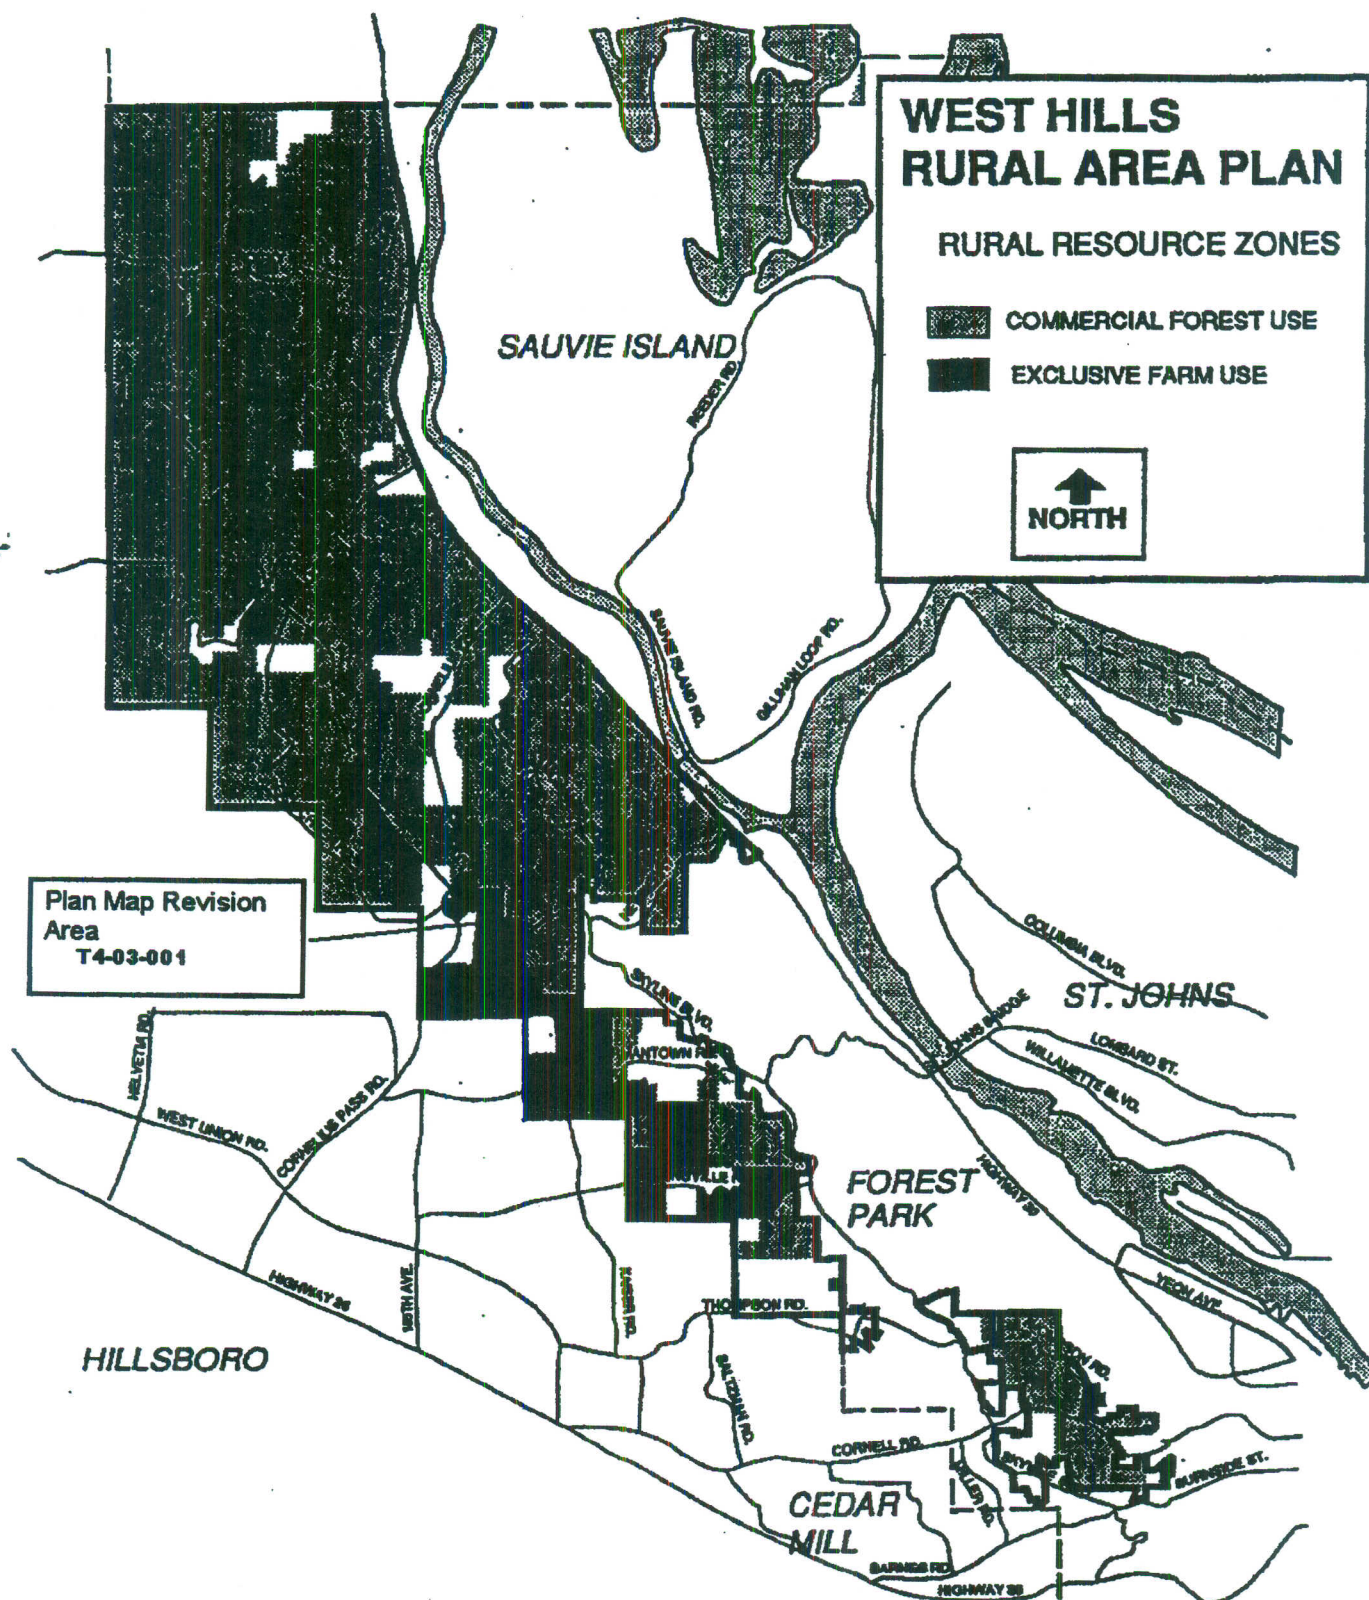 WEST HILLS
RURAL AREA PLAN
RURAL RESOURCE ZONES
COMMERCIAL FOREST USE
EXCLUSIVE FARM USE
NORTH
SAUVIE ISLAND
REEDER RD.
SAUVIE ISLAND RD.
GILLIHAN LOOP RD.
Plan Map Revision
Area
T4-03-001
COLUMBIA BLVD.
ST. JOHNS
LOMBARD ST.
WILLAMETTE BLVD.
SKYLINE BLVD.
HELVETIA RD.
WEST UNION RD.
CORNELIUS PASS RD.
FOREST
PARK
YEON AVE.
HIGHWAY 26
185TH AVE.
KAISER RD.
THOMPSON RD.
SALTZMAN RD.
HILLSBORO
CORNELL RD.
MILLER RD.
BURNSIDE ST.
CEDAR
MILL
BARNES RD.
HIGHWAY 26